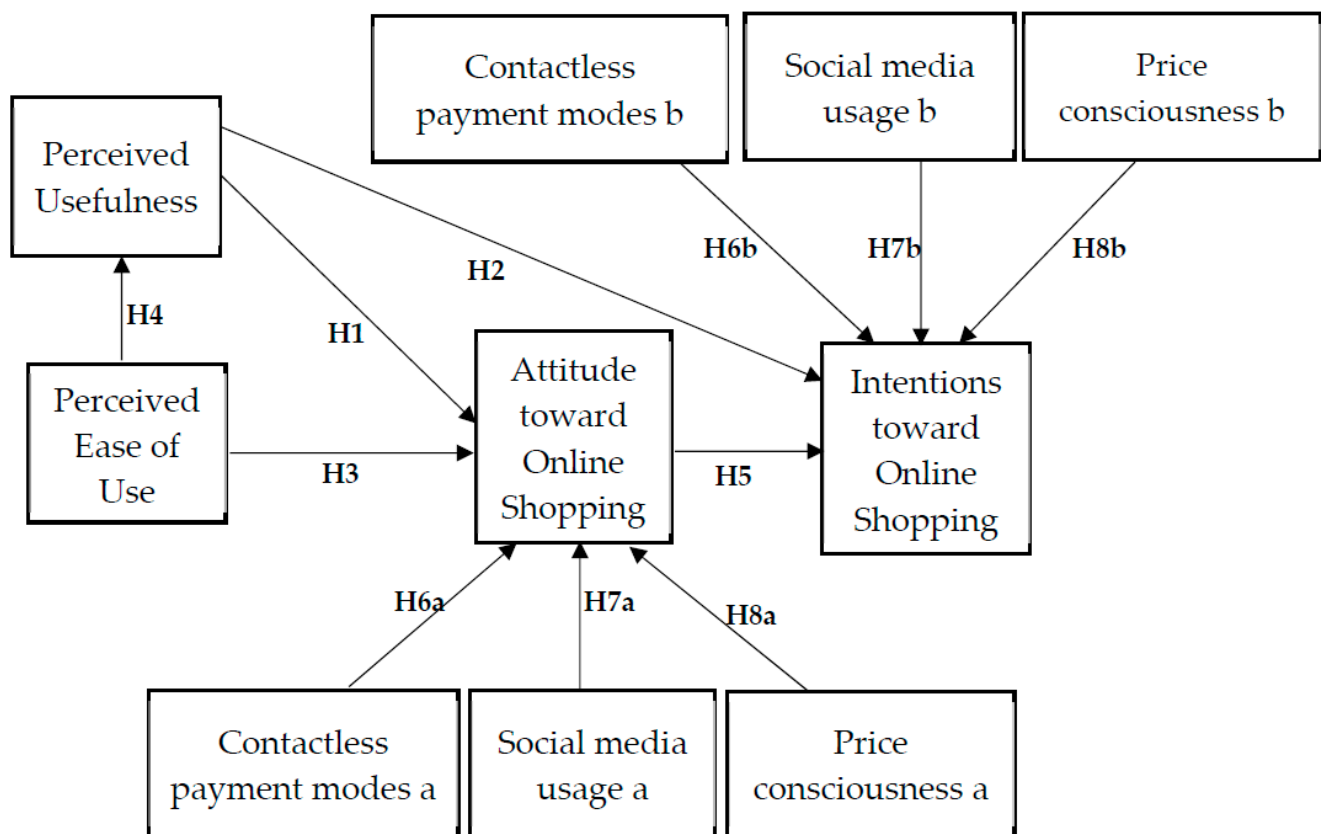 Contactless
payment modes b
Social media
usage b
Price
consciousness b
Perceived
Usefulness
H6b
H7b
H8b
H2
H4
H1
Perceived
Ease of
Use
H3
Attitude
toward
Online
Shopping
H5
Intentions
toward
Online
Shopping
H6a
H7a
H8a
Contactless
payment modes a
Social media
usage a
Price
consciousness a